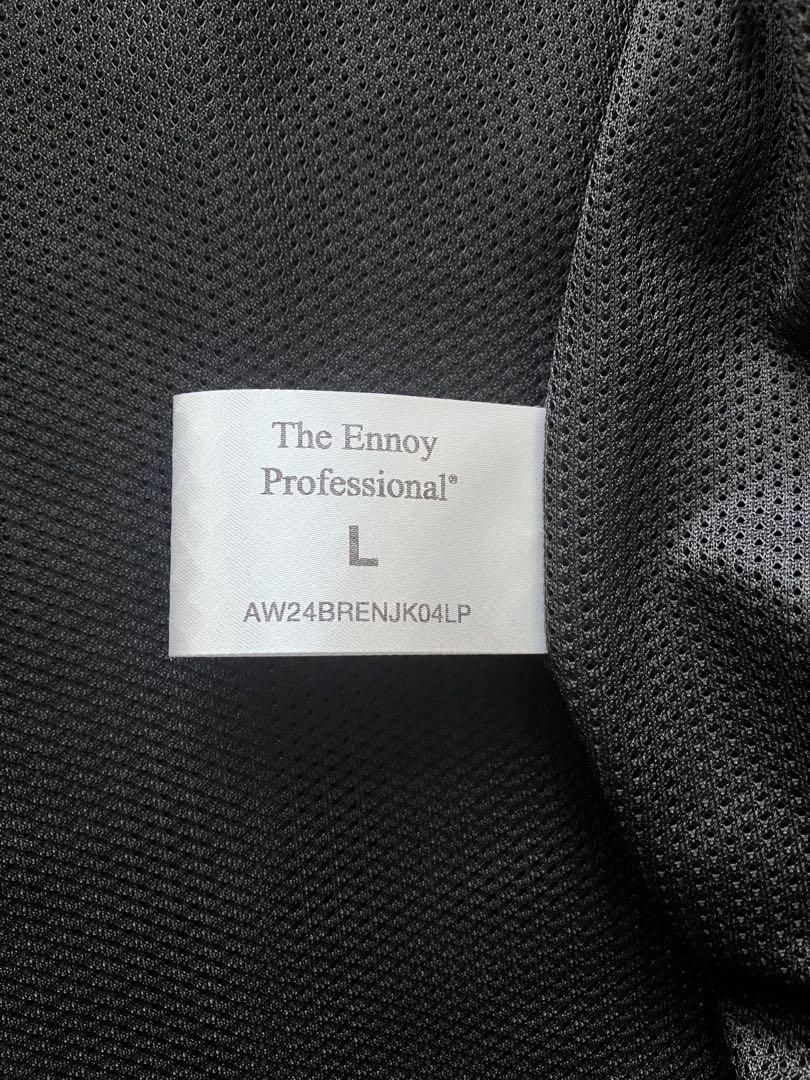 The Ennoy
Professional®
L
AW24BRENJK04LP